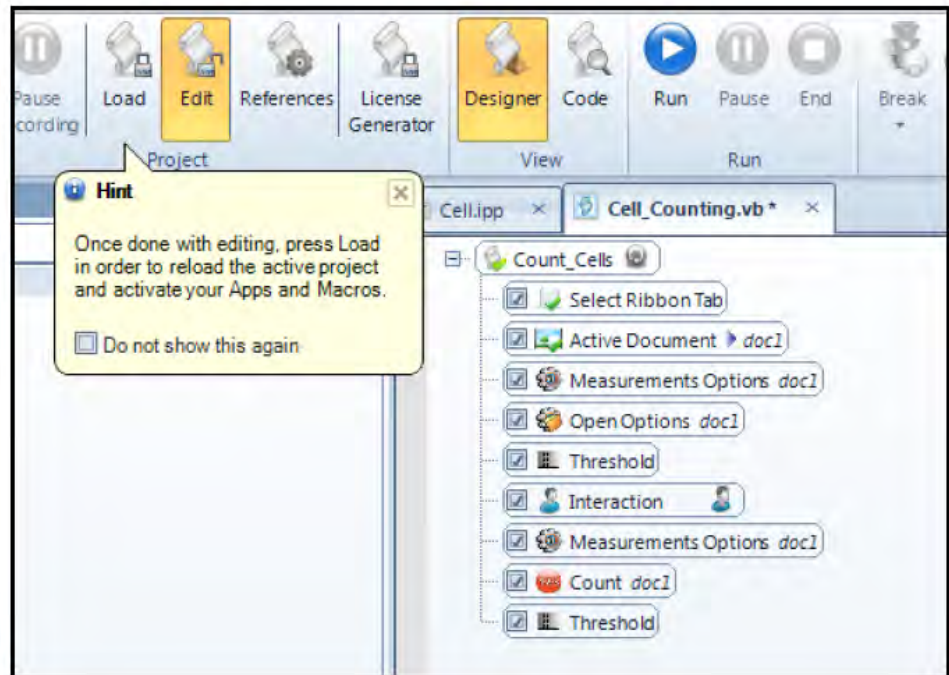 Pause
cording
Load
Edit
References
License
Generator
Project
Designer
Code
View
Run
Pause
End
Run
Break
Hint
Once done with editing, press Load
in order to reload the active project
and activate your Apps and Macros.
Do not show this again
Cell.ipp
Cell_Counting.vb *
Count_Cells
Select Ribbon Tab
Active Document doc1
Measurements Options doc1
Open Options doc1
Threshold
Interaction
Measurements Options doc1
Count doc1
Threshold